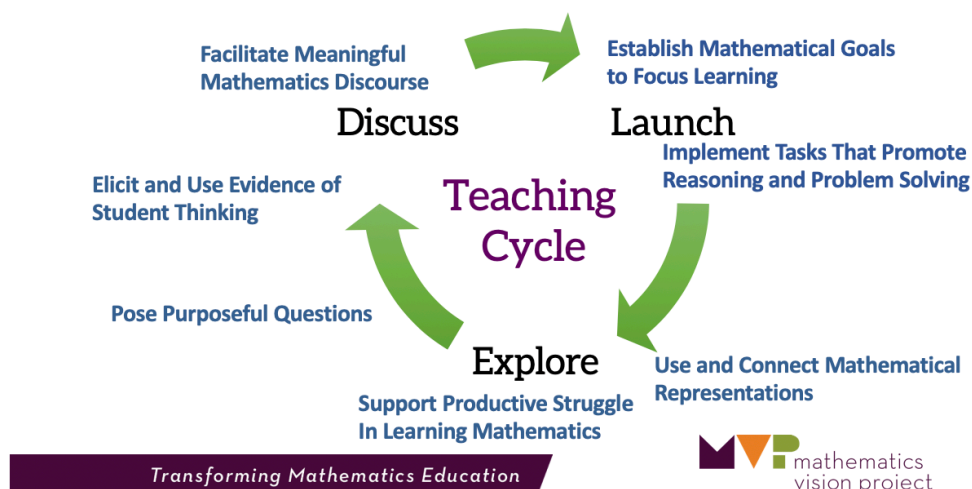 Facilitate Meaningful
Mathematics Discourse
Discuss
Establish Mathematical Goals
to Focus Learning
Launch
Implement Tasks That Promote
Reasoning and Problem Solving
Teaching
Cycle
Elicit and Use Evidence of
Student Thinking
Pose Purposeful Questions
Explore
Support Productive Struggle
In Learning Mathematics
Use and Connect Mathematical
Representations
Transforming Mathematics Education
MVP
mathematics
vision project